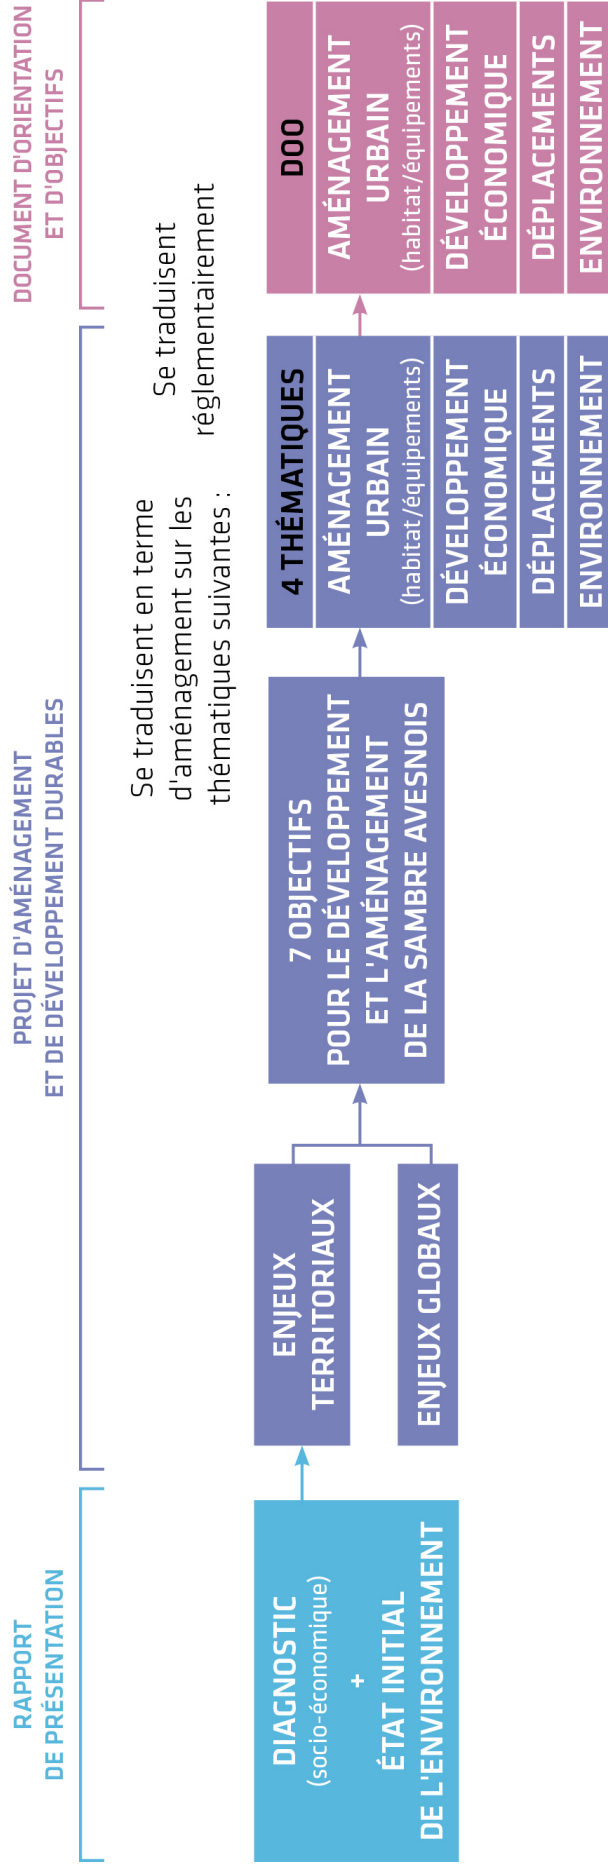 RAPPORT
DE PRÉSENTATION
PROJET D'AMÉNAGEMENT
ET DE DÉVELOPPEMENT DURABLES
DOCUMENT D'ORIENTATION
ET D'OBJECTIFS
DIAGNOSTIC
(socio-économique)
+
ÉTAT INITIAL
DE L'ENVIRONNEMENT
ENJEUX
TERRITORIAUX
ENJEUX GLOBAUX
7 OBJECTIFS
POUR LE DÉVELOPPEMENT
ET L'AMÉNAGEMENT
DE LA SAMBRE AVESNOIS
Se traduisent en terme
d'aménagement sur les
thématiques suivantes :
4 THÉMATIQUES
AMÉNAGEMENT
URBAIN
(habitat/équipements)
DÉVELOPPEMENT
ÉCONOMIQUE
DÉPLACEMENTS
ENVIRONNEMENT
Se traduisent
réglementairement
DOO
AMÉNAGEMENT
URBAIN
(habitat/équipements)
DÉVELOPPEMENT
ÉCONOMIQUE
DÉPLACEMENTS
ENVIRONNEMENT